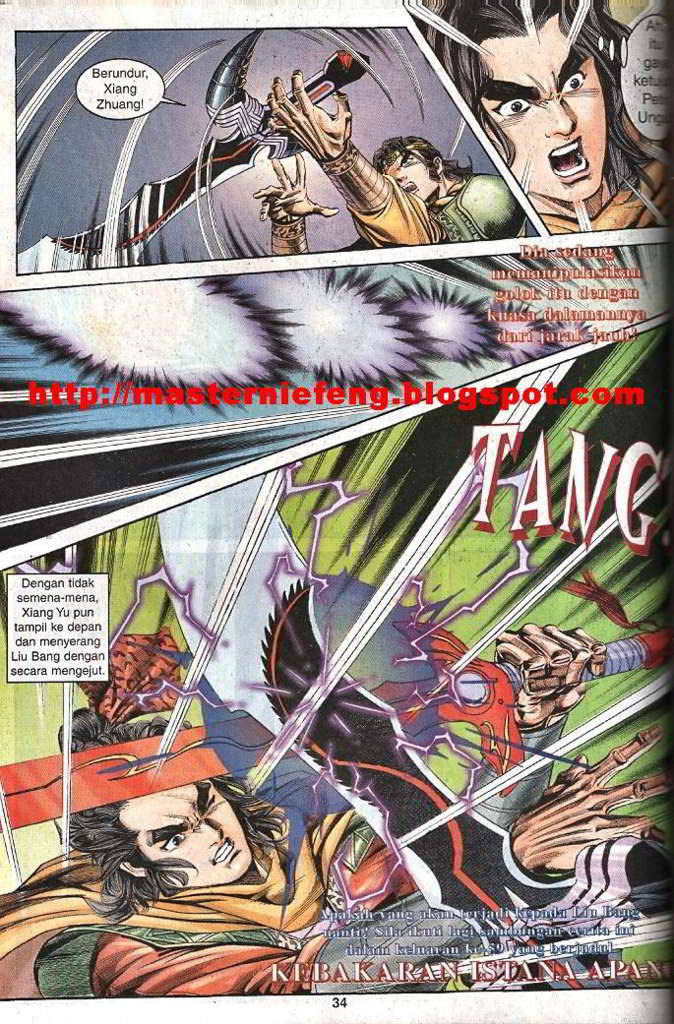 Berundur,
Xiang
Zhuang!
itu
Dia sedang
memanipulasikan
golok itu dengan
kuasa dalamannya
dari jarak jauh!
http://masterniefeng.blogspot.com
TANG
Dengan tidak
semena-mena,
Xiang Yu pun
tampil ke depan
dan menyerang
Liu Bang dengan
secara mengejut.
Apakah yang akan terjadi kepada Liu Bang
nanti? Sila ikuti lagi sambungan cerita ini
dalam keluaran ke 59 yang berjudul
KEBAKARAN ISTANA APAN
34